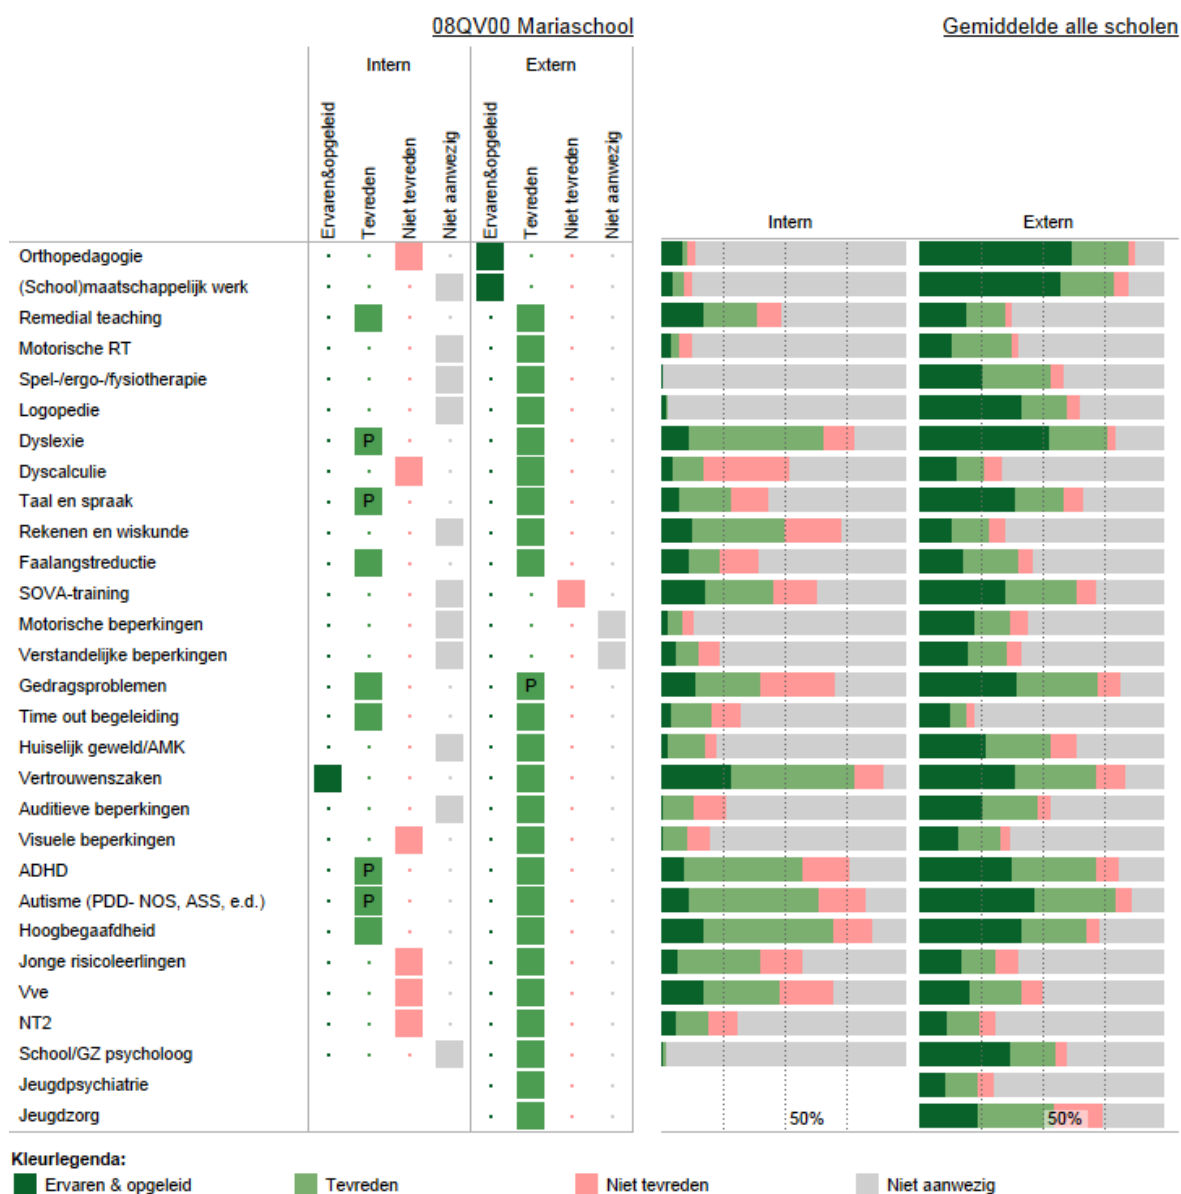 08QV00 Mariaschool
Gemiddelde alle scholen
Intern
Extern
Ervaren&opgeleid
Tevreden
Niet tevreden
Niet aanwezig
Ervaren&opgeleid
Tevreden
Niet tevreden
Niet aanwezig
Intern
Extern
Orthopedagogie
(School)maatschappelijk werk
Remedial teaching
Motorische RT
Spel-/ergo-/fysiotherapie
Logopedie
Dyslexie P
Dyscalculie
Taal en spraak P
Rekenen en wiskunde
Faalangstreductie
SOVA-training
Motorische beperkingen
Verstandelijke beperkingen
Gedragsproblemen P
Time out begeleiding
Huiselijk geweld/AMK
Vertrouwenszaken
Auditieve beperkingen
Visuele beperkingen
ADHD P
Autisme (PDD- NOS, ASS, e.d.) P
Hoogbegaafdheid
Jonge risicoleerlingen
Vve
NT2
School/GZ psycholoog
Jeugdpsychiatrie
Jeugdzorg 50% 50%
Kleurlegenda:
Ervaren & opgeleid Tevreden Niet tevreden Niet aanwezig